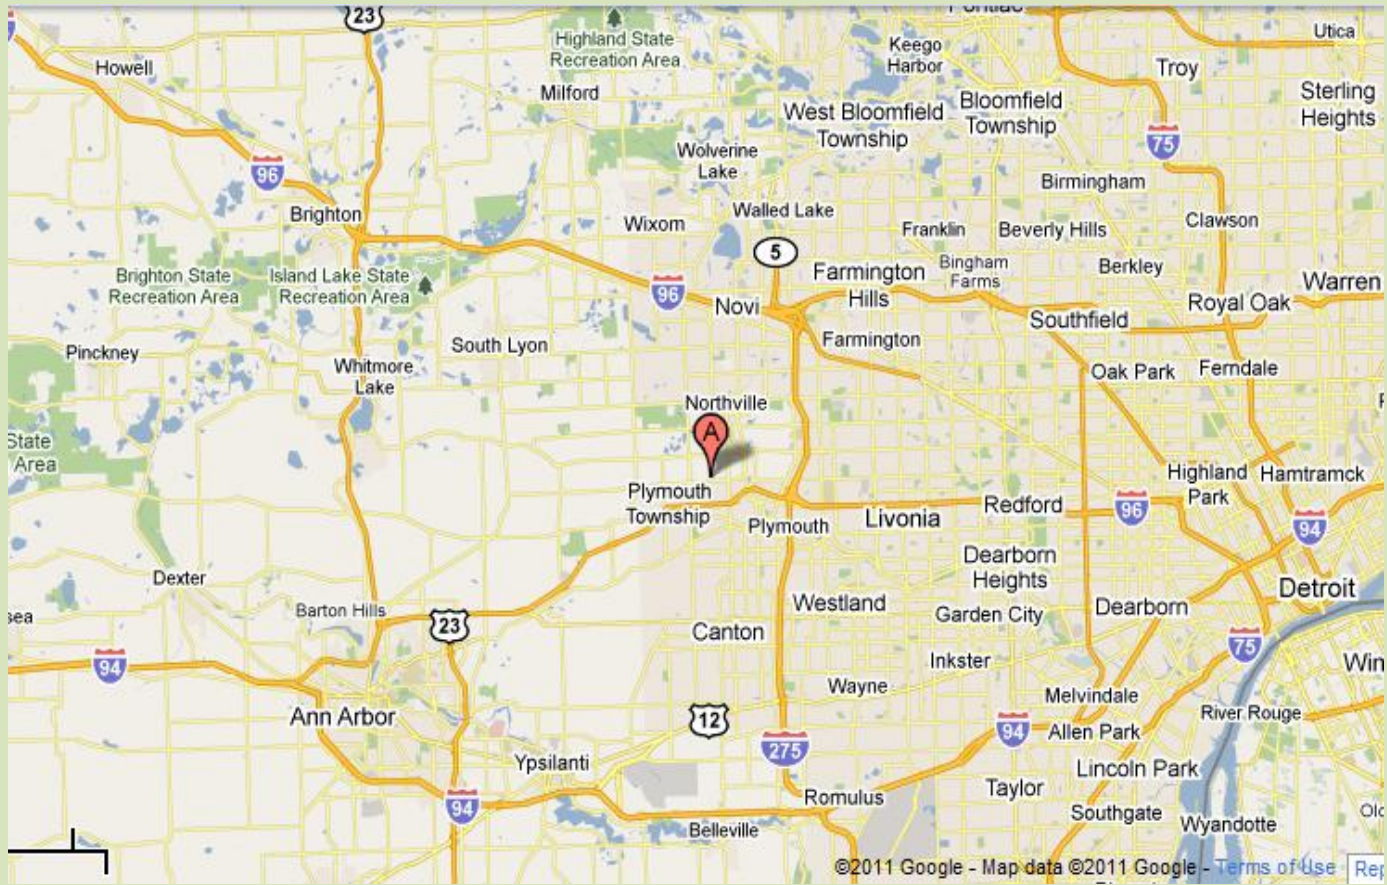 23
Pontiac
Utica
Howell
Highland State
Recreation Area
Keego
Harbor
Troy
Milford
Sterling
Heights
West Bloomfield
Township
Bloomfield
Township
96
75
Wolverine
Lake
Birmingham
Brighton
Wixom
Walled Lake
Clawson
Franklin
Beverly Hills
5
Brighton State
Recreation Area
Island Lake State
Recreation Area
Farmington
Hills
Bingham
Farms
Berkley
Warren
96
Novi
Royal Oak
Southfield
Pinckney
South Lyon
Farmington
Whitmore
Lake
Oak Park
Ferndale
Northville
A
State
Area
Highland
Park
Hamtramck
Plymouth
Township
Plymouth
Livonia
Redford
96
94
Dearborn
Heights
Dexter
Detroit
sea
Barton Hills
23
Westland
Garden City
Dearborn
Canton
75
94
Inkster
Win
Wayne
Melvindale
Ann Arbor
12
River Rouge
94
Allen Park
275
Ypsilanti
Lincoln Park
Taylor
94
Romulus
Southgate
Wyandotte
Belleville
©2011 Google - Map data ©2011 Google - Terms of Use
Rep